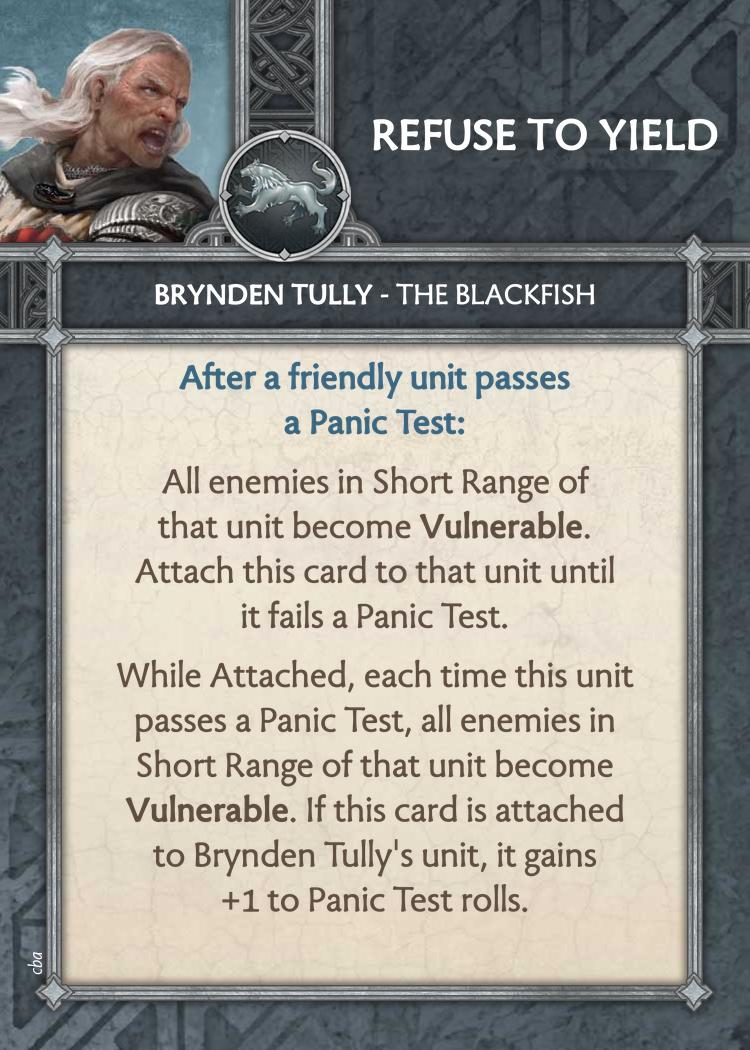 REFUSE TO YIELD
BRYNDEN TULLY - THE BLACKFISH
After a friendly unit passes
a Panic Test:
All enemies in Short Range of
that unit become Vulnerable.
Attach this card to that unit until
it fails a Panic Test.
While Attached, each time this unit
passes a Panic Test, all enemies in
Short Range of that unit become
Vulnerable. If this card is attached
to Brynden Tully's unit, it gains
+1 to Panic Test rolls.
cba